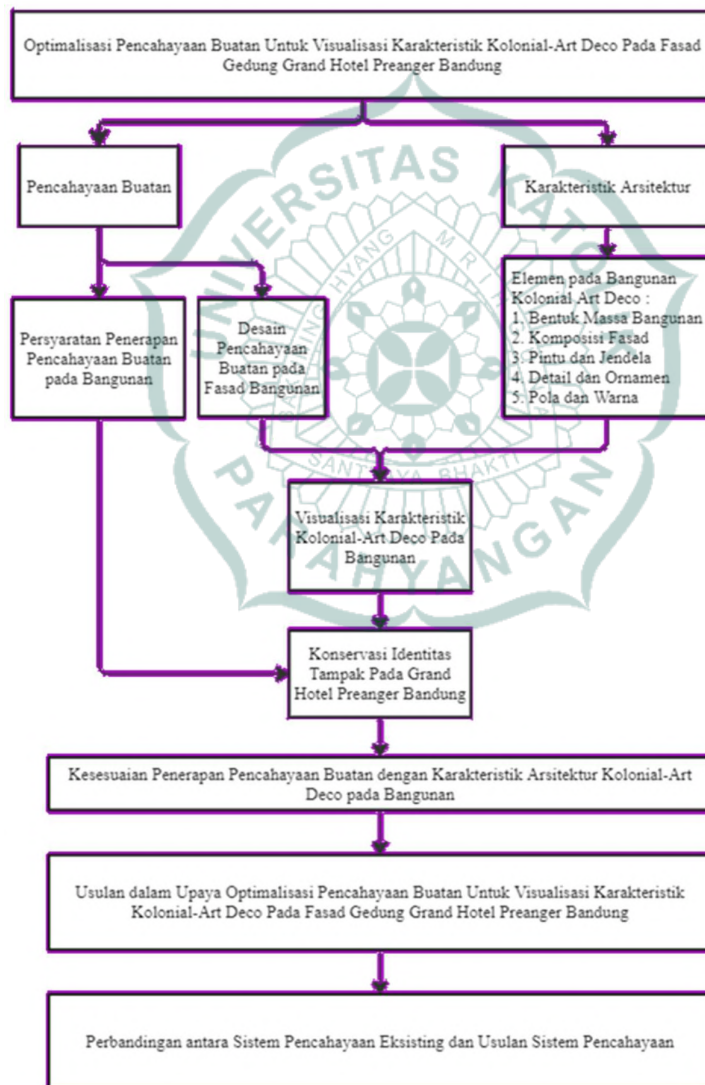 Optimalisasi Pencahayaan Buatan Untuk Visualisasi Karakteristik Kolonial-Art Deco Pada Fasad
Gedung Grand Hotel Preanger Bandung
Pencahayaan Buatan
Karakteristik Arsitektur
Persyaratan Penerapan
Pencahayaan Buatan
pada Bangunan
Desain
Pencahayaan
Buatan pada
Fasad Bangunan
Elemen pada Bangunan
Kolonial Art Deco :
1. Bentuk Massa Bangunan
2. Komposisi Fasad
3. Pintu dan Jendela
4. Detail dan Ornamen
5. Pola dan Warna
Visualisasi Karakteristik
Kolonial-Art Deco Pada
Bangunan
Konservasi Identitas
Tampak Pada Grand
Hotel Preanger Bandung
Kesesuaian Penerapan Pencahayaan Buatan dengan Karakteristik Arsitektur Kolonial-Art
Deco pada Bangunan
Usulan dalam Upaya Optimalisasi Pencahayaan Buatan Untuk Visualisasi Karakteristik
Kolonial-Art Deco Pada Fasad Gedung Grand Hotel Preanger Bandung
Perbandingan antara Sistem Pencahayaan Eksisting dan Usulan Sistem Pencahayaan
UNIVERSITAS
PARAHYANGAN
BHAKTI